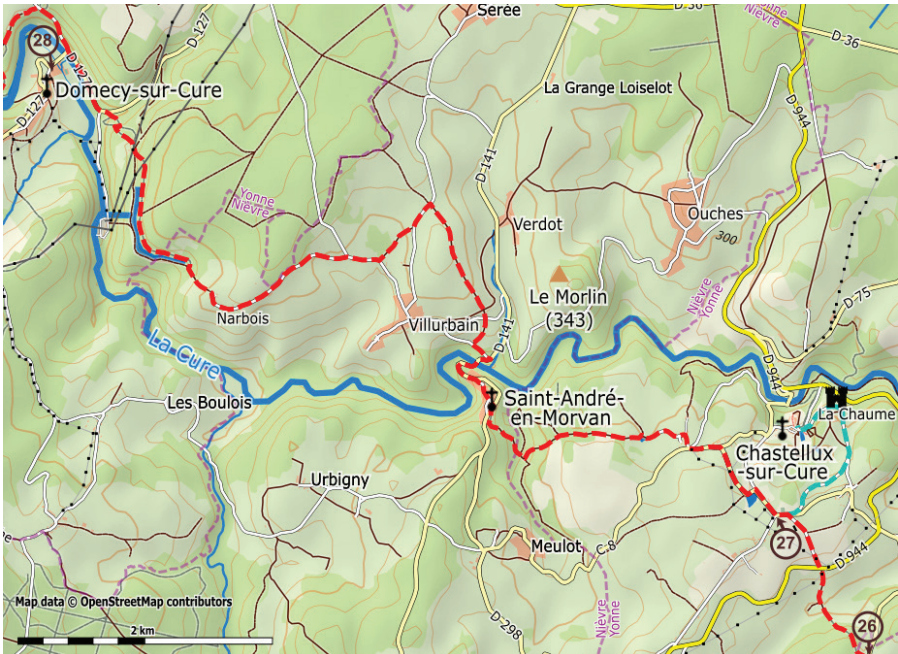 Serée
D-36
D-36
D-127
28
D-127
Domecy-sur-Cure
D-127
La Grange Loiselot
D-944
D-141
Yonne
Nièvre
Ouches
Verdot
300
Le Morlin
(343)
Nièvre
Yonne
D-75
Narbois
Villurbain
D-141
La Cure
D-944
Les Boulois
Saint-André-
en-Morvan
La-Chaume
Chastellux
-sur-Cure
Urbigny
Meulot
C-8
27
D-944
Map data © OpenStreetMap contributors
2 km
D-298
Nièvre
Yonne
26